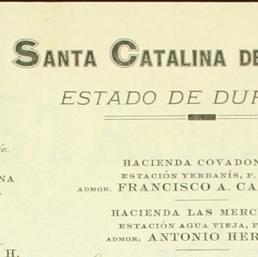 SANTA CATALINA DE
ESTADO DE DUR
HACIENDA COVADON
ESTACIÓN YERBANÍS, F.
ADMOR. FRANCISCO A. CA
NA
HACIENDA LAS MERC
ESTACIÓN AGUA VIEJA, F
ADMOR. ANTONIO HER
H.